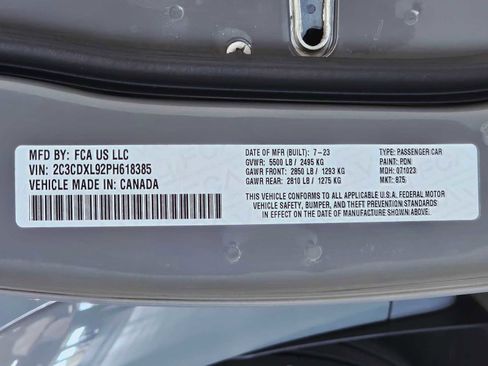 MFD BY: FCA US LLC
VIN: 2C3CDXL92PH618385
VEHICLE MADE IN: CANADA
DATE OF MFR (BUILT): 7-23
GVWR: 5500 LB / 2495 KG
GAWR FRONT: 2850 LB / 1293 KG
GAWR REAR: 2810 LB / 1275 KG
TYPE: PASSENGER CAR
PAINT: PDN
MDH: 071023
MKT: 875
THIS VEHICLE CONFORMS TO ALL APPLICABLE U.S.A. FEDERAL MOTOR
VEHICLE SAFETY, BUMPER, AND THEFT PREVENTION STANDARDS
IN EFFECT ON THE DATE OF MANUFACTURE SHOWN ABOVE.